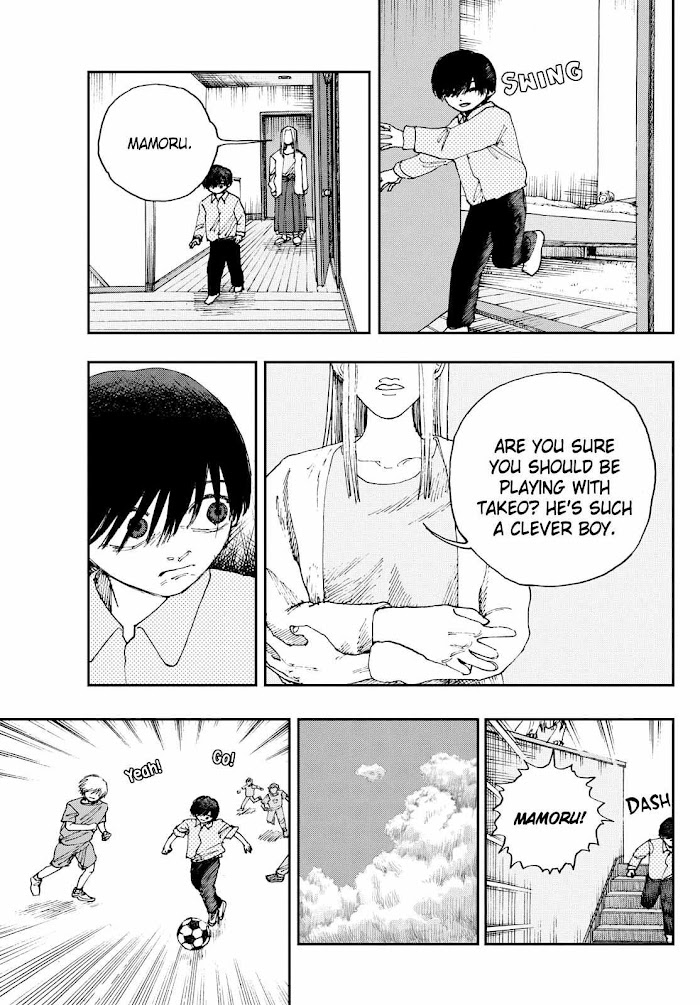 SWING
MAMORU.
ARE YOU SURE
YOU SHOULD BE
PLAYING WITH
TAKEO? HE'S SUCH
A CLEVER BOY.
MAMORU!
DASH
Go!
Yeah!